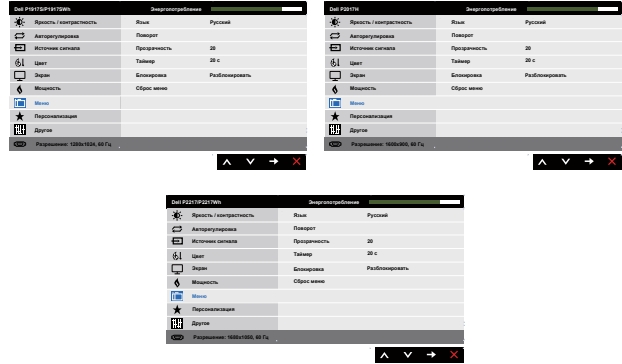 Dell P1917S/P1917SWh Энергопотребление
Яркость / контрастность Язык Русский
Авторегулировка Поворот
Источник сигнала Прозрачность 20
Цвет Таймер 20 с
Экран Блокировка Разблокировать
Мощность Сброс меню
Меню
Персонализация
Другое
Разрешение: 1280x1024, 60 Гц
Dell P2017H Энергопотребление
Яркость / контрастность Язык Русский
Авторегулировка Поворот
Источник сигнала Прозрачность 20
Цвет Таймер 20 с
Экран Блокировка Разблокировать
Мощность Сброс меню
Меню
Персонализация
Другое
Разрешение: 1600x900, 60 Гц
Dell P2217/P2217Wh Энергопотребление
Яркость / контрастность Язык Русский
Авторегулировка Поворот
Источник сигнала Прозрачность 20
Цвет Таймер 20 с
Экран Блокировка Разблокировать
Мощность Сброс меню
Меню
Персонализация
Другое
Разрешение: 1680x1050, 60 Гц